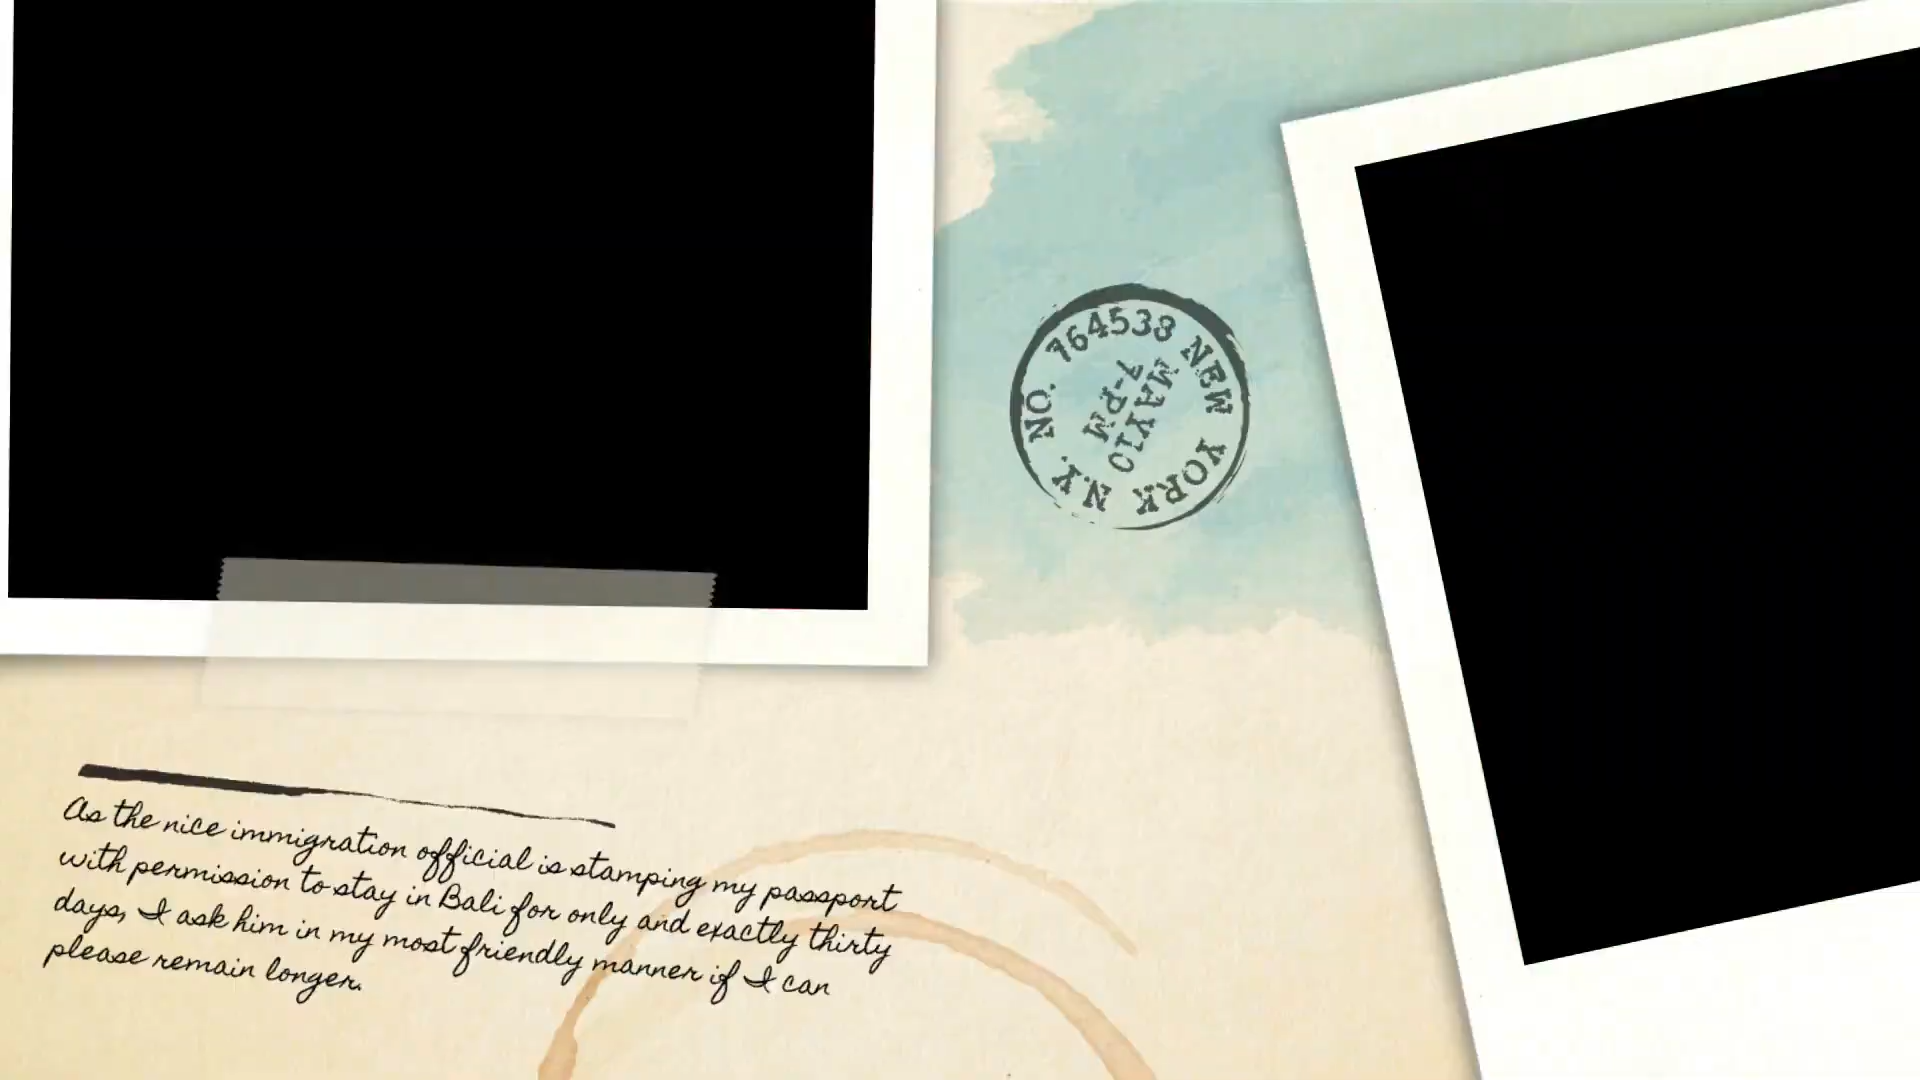 NO. 764538 NEW YORK N.Y.
MAY10
7-PM
As the nice immigration official is stamping my passport
with permission to stay in Bali for only and exactly thirty
days, I ask him in my most friendly manner if I can
please remain longer.